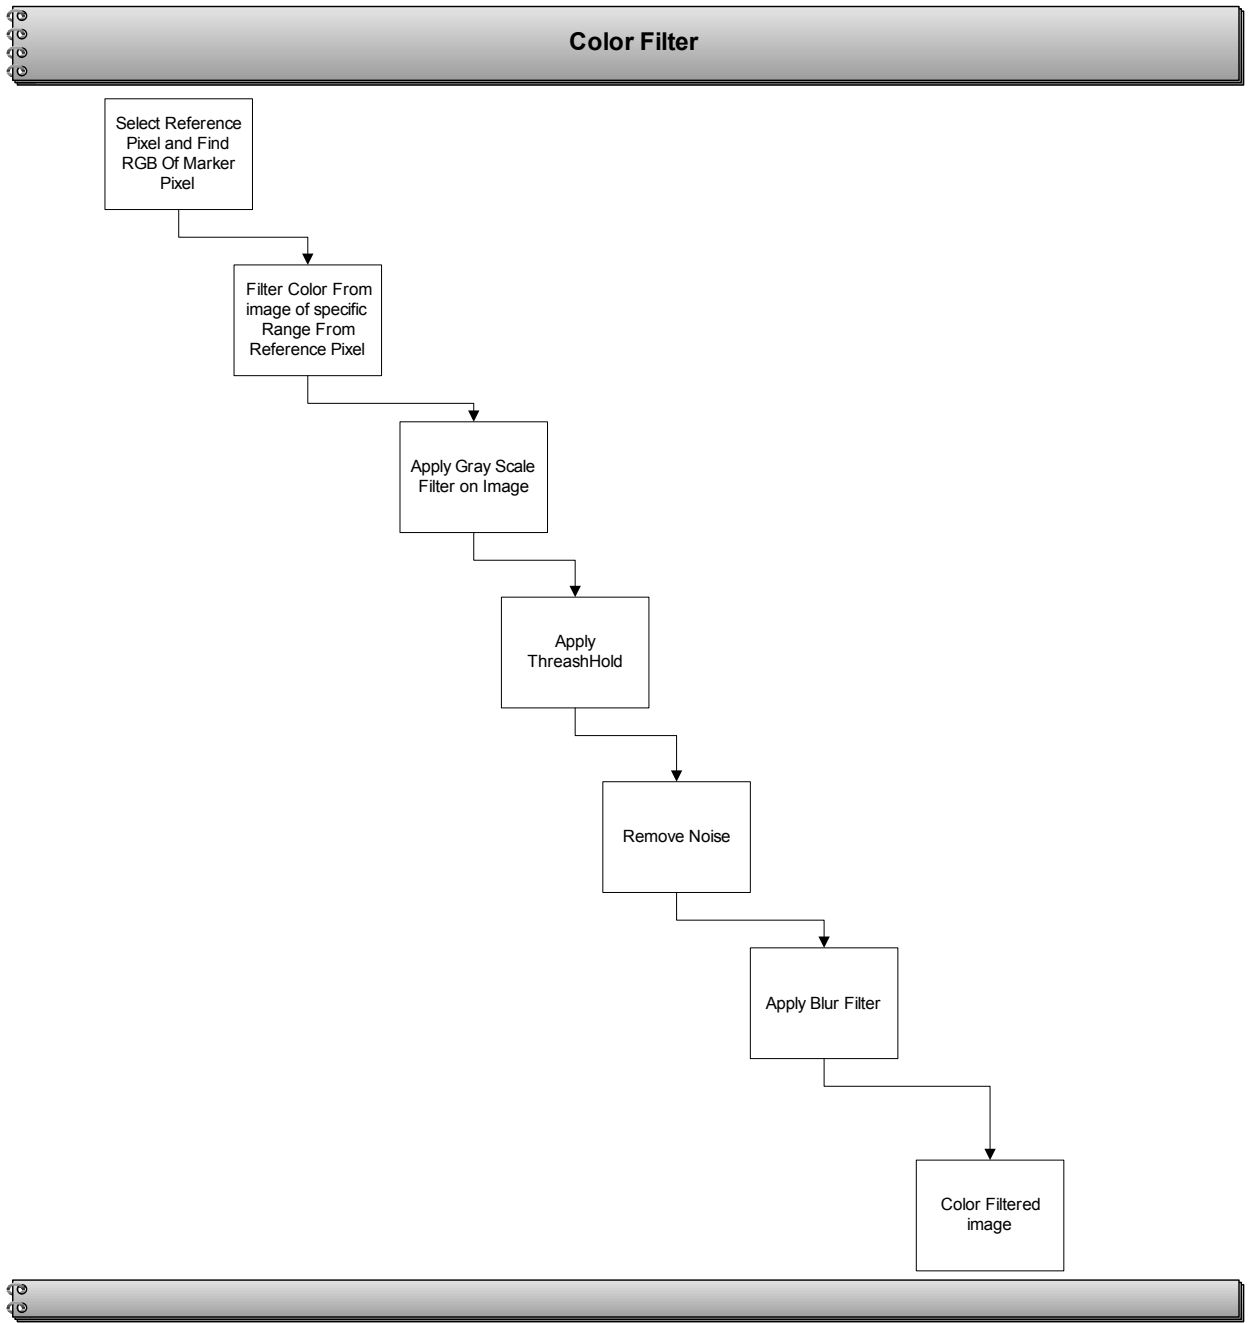 Color Filter
Select Reference
Pixel and Find
RGB Of Marker
Pixel
Filter Color From
image of specific
Range From
Reference Pixel
Apply Gray Scale
Filter on Image
Apply
ThreashHold
Remove Noise
Apply Blur Filter
Color Filtered
image